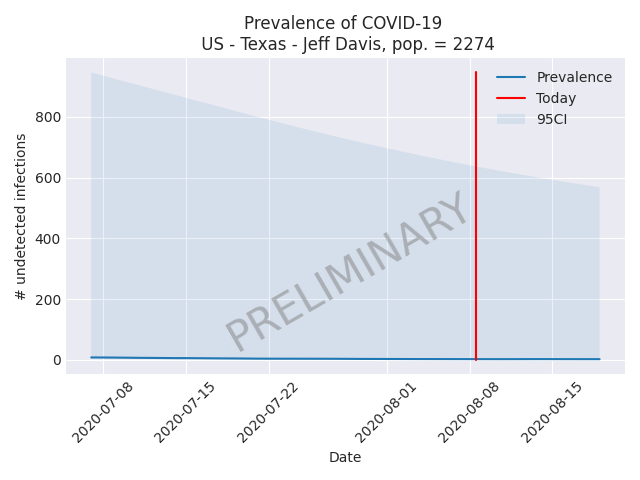 Prevalence of COVID-19
US - Texas - Jeff Davis, pop. = 2274
Prevalence
Today
95CI
# undetected infections
800
600
400
200
0
PRELIMINARY
2020-07-08
2020-07-15
2020-07-22
2020-08-01
2020-08-08
2020-08-15
Date